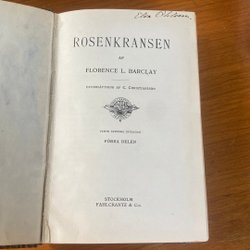 Elsa Ohlsson
ROSENKRANSEN
AF
FLORENCE L. BARCLAY
STOCKHOLM
FAHLCRANTZ & Co.
FÖRRA DELEN